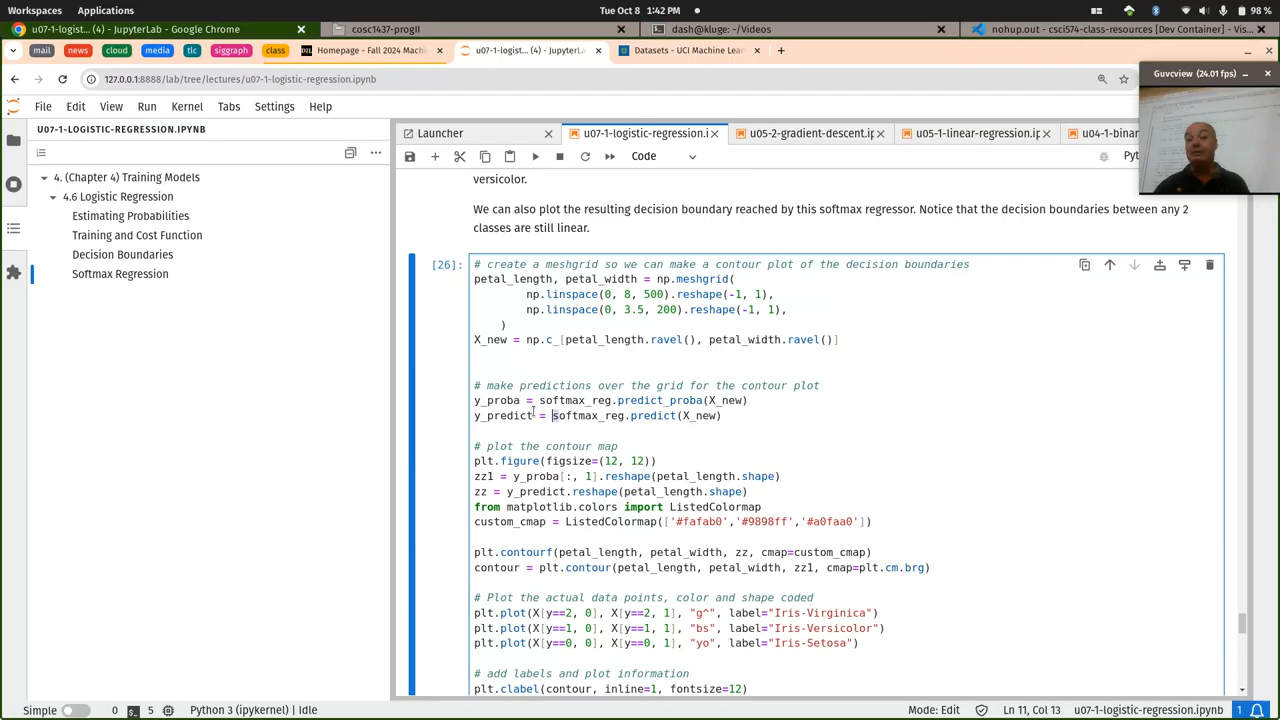 Workspaces
Applications
Tue Oct 8 1:42 PM
98 %
u07-1-logist... (4) - JupyterLab - Google Chrome
cosc1437-progII
dash@kluge:~/Videos
nohup.out - csci574-class-resources [Dev Container] - Vis...
mail
news
cloud
media
tlc
siggraph
class
Homepage - Fall 2024 Machi
u07-1-logist... (4) - JupyterLa
Datasets - UCI Machine Lear
127.0.0.1:8888/lab/tree/lectures/u07-1-logistic-regression.ipynb
Guvcview (24.01 fps)
File
Edit
View
Run
Kernel
Tabs
Settings
Help
U07-1-LOGISTIC-REGRESSION.IPYNB
Launcher
u07-1-logistic-regression.i
u05-2-gradient-descent.ip
u05-1-linear-regression.ip
u04-1-binar
Code
Pyt
4. (Chapter 4) Training Models
4.6 Logistic Regression
Estimating Probabilities
Training and Cost Function
Decision Boundaries
Softmax Regression
versicolor.
We can also plot the resulting decision boundary reached by this softmax regressor. Notice that the decision boundaries between any 2
classes are still linear.
[26]:
# create a meshgrid so we can make a contour plot of the decision boundaries
petal_length, petal_width = np.meshgrid(
np.linspace(0, 8, 500).reshape(-1, 1),
np.linspace(0, 3.5, 200).reshape(-1, 1),
)
X_new = np.c_[petal_length.ravel(), petal_width.ravel()]
# make predictions over the grid for the contour plot
y_proba = softmax_reg.predict_proba(X_new)
y_predict = softmax_reg.predict(X_new)
# plot the contour map
plt.figure(figsize=(12, 12))
zz1 = y_proba[:, 1].reshape(petal_length.shape)
zz = y_predict.reshape(petal_length.shape)
from matplotlib.colors import ListedColormap
custom_cmap = ListedColormap(['#fafab0','#9898ff','#a0faa0'])
plt.contourf(petal_length, petal_width, zz, cmap=custom_cmap)
contour = plt.contour(petal_length, petal_width, zz1, cmap=plt.cm.brg)
# Plot the actual data points, color and shape coded
plt.plot(X[y==2, 0], X[y==2, 1], "g^", label="Iris-Virginica")
plt.plot(X[y==1, 0], X[y==1, 1], "bs", label="Iris-Versicolor")
plt.plot(X[y==0, 0], X[y==0, 1], "yo", label="Iris-Setosa")
# add labels and plot information
plt.clabel(contour, inline=1, fontsize=12)
Simple
0
5
Python 3 (ipykernel) | Idle
Mode: Edit
Ln 11, Col 13
u07-1-logistic-regression.ipynb
1